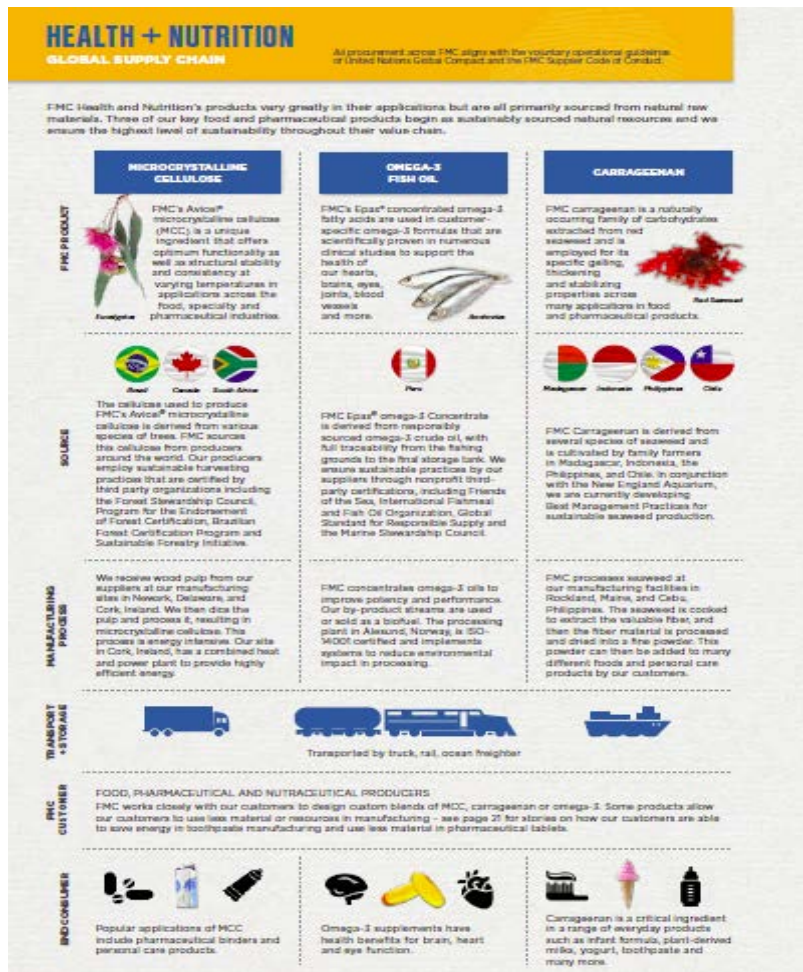 HEALTH + NUTRITION
GLOBAL SUPPLY CHAIN
All procurement across FMC aligns with the voluntary operational guidelines
of United Nations Global Compact and the FMC Supplier Code of Conduct.
FMC Health and Nutrition's products vary greatly in their applications but are all primarily sourced from natural raw
materials. Three of our key food and pharmaceutical products begin as sustainably sourced natural resources and we
ensure the highest level of sustainability throughout their value chain.
MICROCRYSTALLINE
CELLULOSE
OMEGA-3
FISH OIL
CARRAGEENAN
FMC PRODUCT
FMC's Avicel®
microcrystalline cellulose
(MCC) is a unique
ingredient that offers
optimum functionality as
well as structural stability
and consistency at
varying temperatures in
applications across the
food, specialty and
pharmaceutical industries.
Eucalyptus
FMC's Epax® concentrated omega-3
fatty acids are used in customer-
specific omega-3 formulas that are
scientifically proven in numerous
clinical studies to support the
health of
our hearts,
brains, eyes,
joints, blood
vessels
and more.
Anchovies
FMC carrageenan is a naturally
occurring family of carbohydrates
extracted from red
seaweed and is
employed for its
specific gelling,
thickening
and stabilizing
properties across
many applications in food
and pharmaceutical products.
Red Seaweed
SOURCE
Brazil
Canada
South Africa
The cellulose used to produce
FMC's Avicel® microcrystalline
cellulose is derived from various
species of trees. FMC sources
this cellulose from producers
around the world. Our producers
employ sustainable harvesting
practices that are certified by
third party organizations including
the Forest Stewardship Council,
Program for the Endorsement
of Forest Certification, Brazilian
Forest Certification Program and
Sustainable Forestry Initiative.
Peru
FMC Epax® omega-3 Concentrate
is derived from responsibly
sourced omega-3 crude oil, with
full traceability from the fishing
grounds to the final storage tank. We
ensure sustainable practices by our
suppliers through nonprofit third-
party certifications, including Friends
of the Sea, International Fishmeal
and Fish Oil Organization, Global
Standard for Responsible Supply and
the Marine Stewardship Council.
Madagascar
Indonesia
Philippines
Chile
FMC Carrageenan is derived from
several species of seaweed and
is cultivated by family farmers
in Madagascar, Indonesia, the
Philippines, and Chile. In conjunction
with the New England Aquarium,
we are currently developing
Best Management Practices for
sustainable seaweed production.
MANUFACTURING
PROCESS
We receive wood pulp from our
suppliers at our manufacturing
sites in Newark, Delaware, and
Cork, Ireland. We then dice the
pulp and process it, resulting in
microcrystalline cellulose. This
process is energy intensive. Our site
in Cork, Ireland, has a combined heat
and power plant to provide highly
efficient energy.
FMC concentrates omega-3 oils to
improve potency and performance.
Our by-product streams are used
or sold as a biofuel. The processing
plant in Alesund, Norway, is ISO-
14001 certified and implements
systems to reduce environmental
impact in processing.
FMC processes seaweed at
our manufacturing facilities in
Rockland, Maine, and Cebu,
Philippines. The seaweed is cooked
to extract the valuable fiber, and
then the fiber material is processed
and dried into a fine powder. This
powder can then be added to many
different foods and personal care
products by our customers.
TRANSPORT
+ STORAGE
Transported by truck, rail, ocean freighter
FMC
CUSTOMER
FOOD, PHARMACEUTICAL AND NUTRACEUTICAL PRODUCERS
FMC works closely with our customers to design custom blends of MCC, carrageenan or omega-3. Some products allow
our customers to use less material or resources in manufacturing – see page 21 for stories on how our customers are able
to save energy in toothpaste manufacturing and use less material in pharmaceutical tablets.
END CONSUMER
Popular applications of MCC
include pharmaceutical binders and
personal care products.
Omega-3 supplements have
health benefits for brain, heart
and eye function.
Carrageenan is a critical ingredient
in a range of everyday products
such as infant formula, plant-derived
milks, yogurt, toothpaste and
many more.